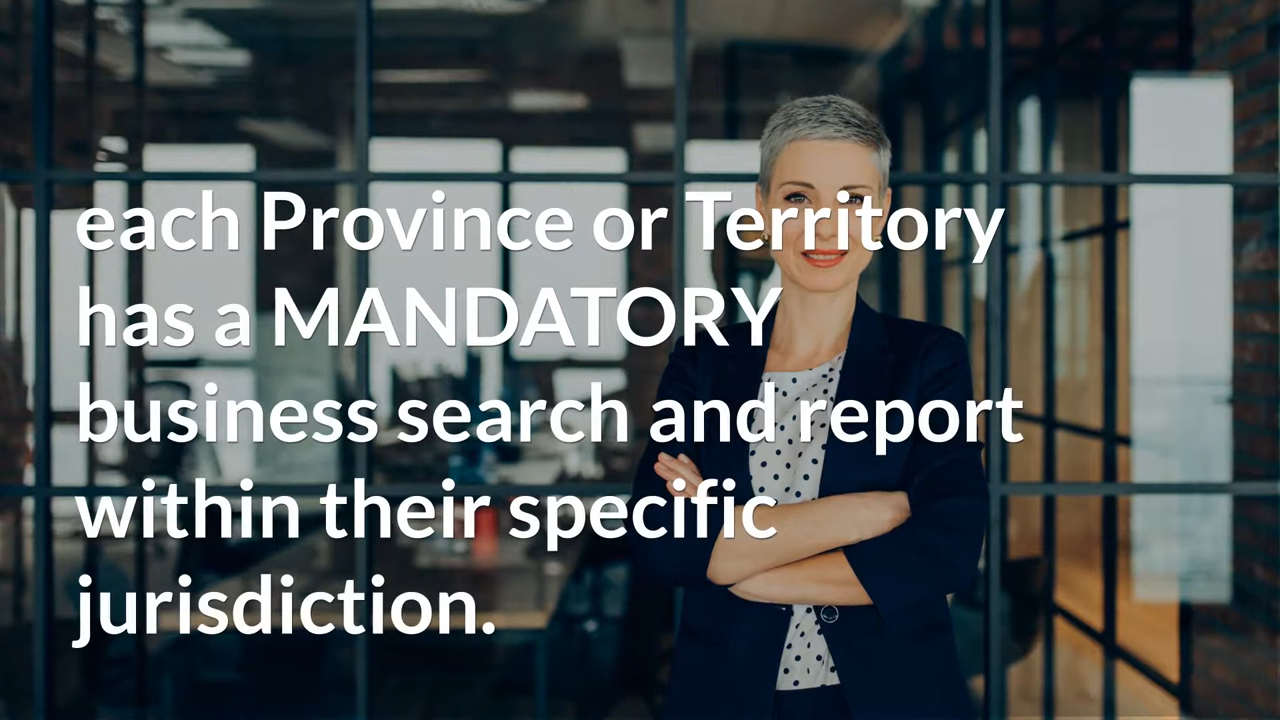 each Province or Territory
has a MANDATORY
business search and report
within their specific
jurisdiction.